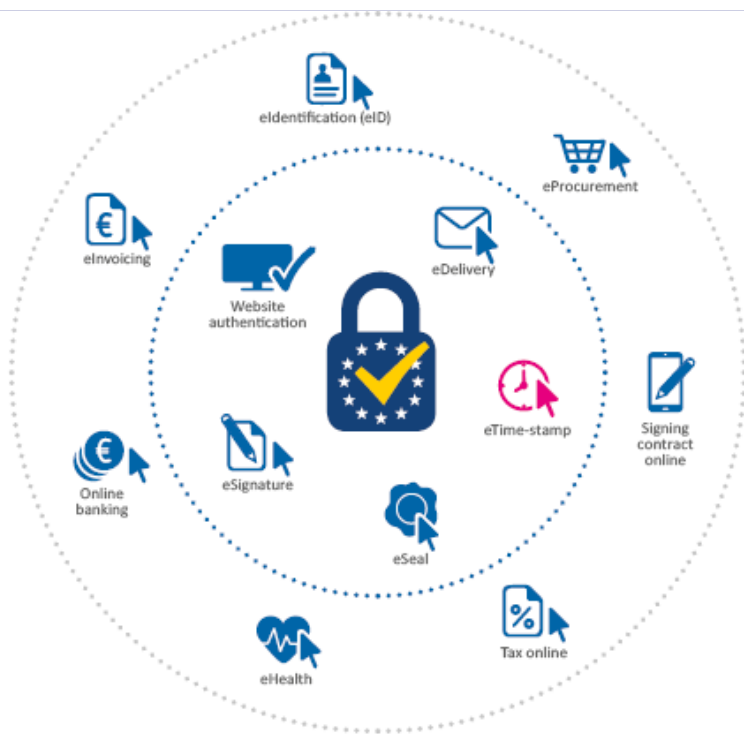 eIdentification (eID)
eProcurement
eInvoicing
eDelivery
Website
authentication
eTime-stamp
Signing
contract
online
eSignature
Online
banking
eSeal
Tax online
eHealth